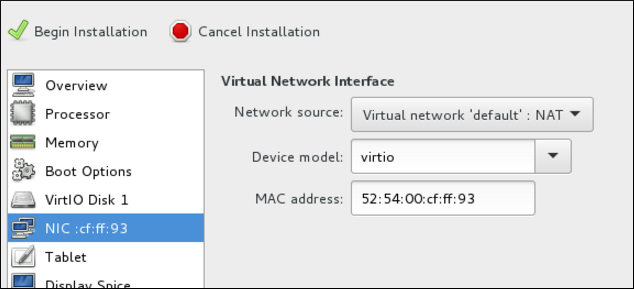 Begin Installation
Cancel Installation
Overview
Processor
Memory
Boot Options
VirtIO Disk 1
NIC :cf:ff:93
Tablet
Display Spice
Virtual Network Interface
Network source: Virtual network 'default' : NAT
Device model: virtio
MAC address: 52:54:00:cf:ff:93